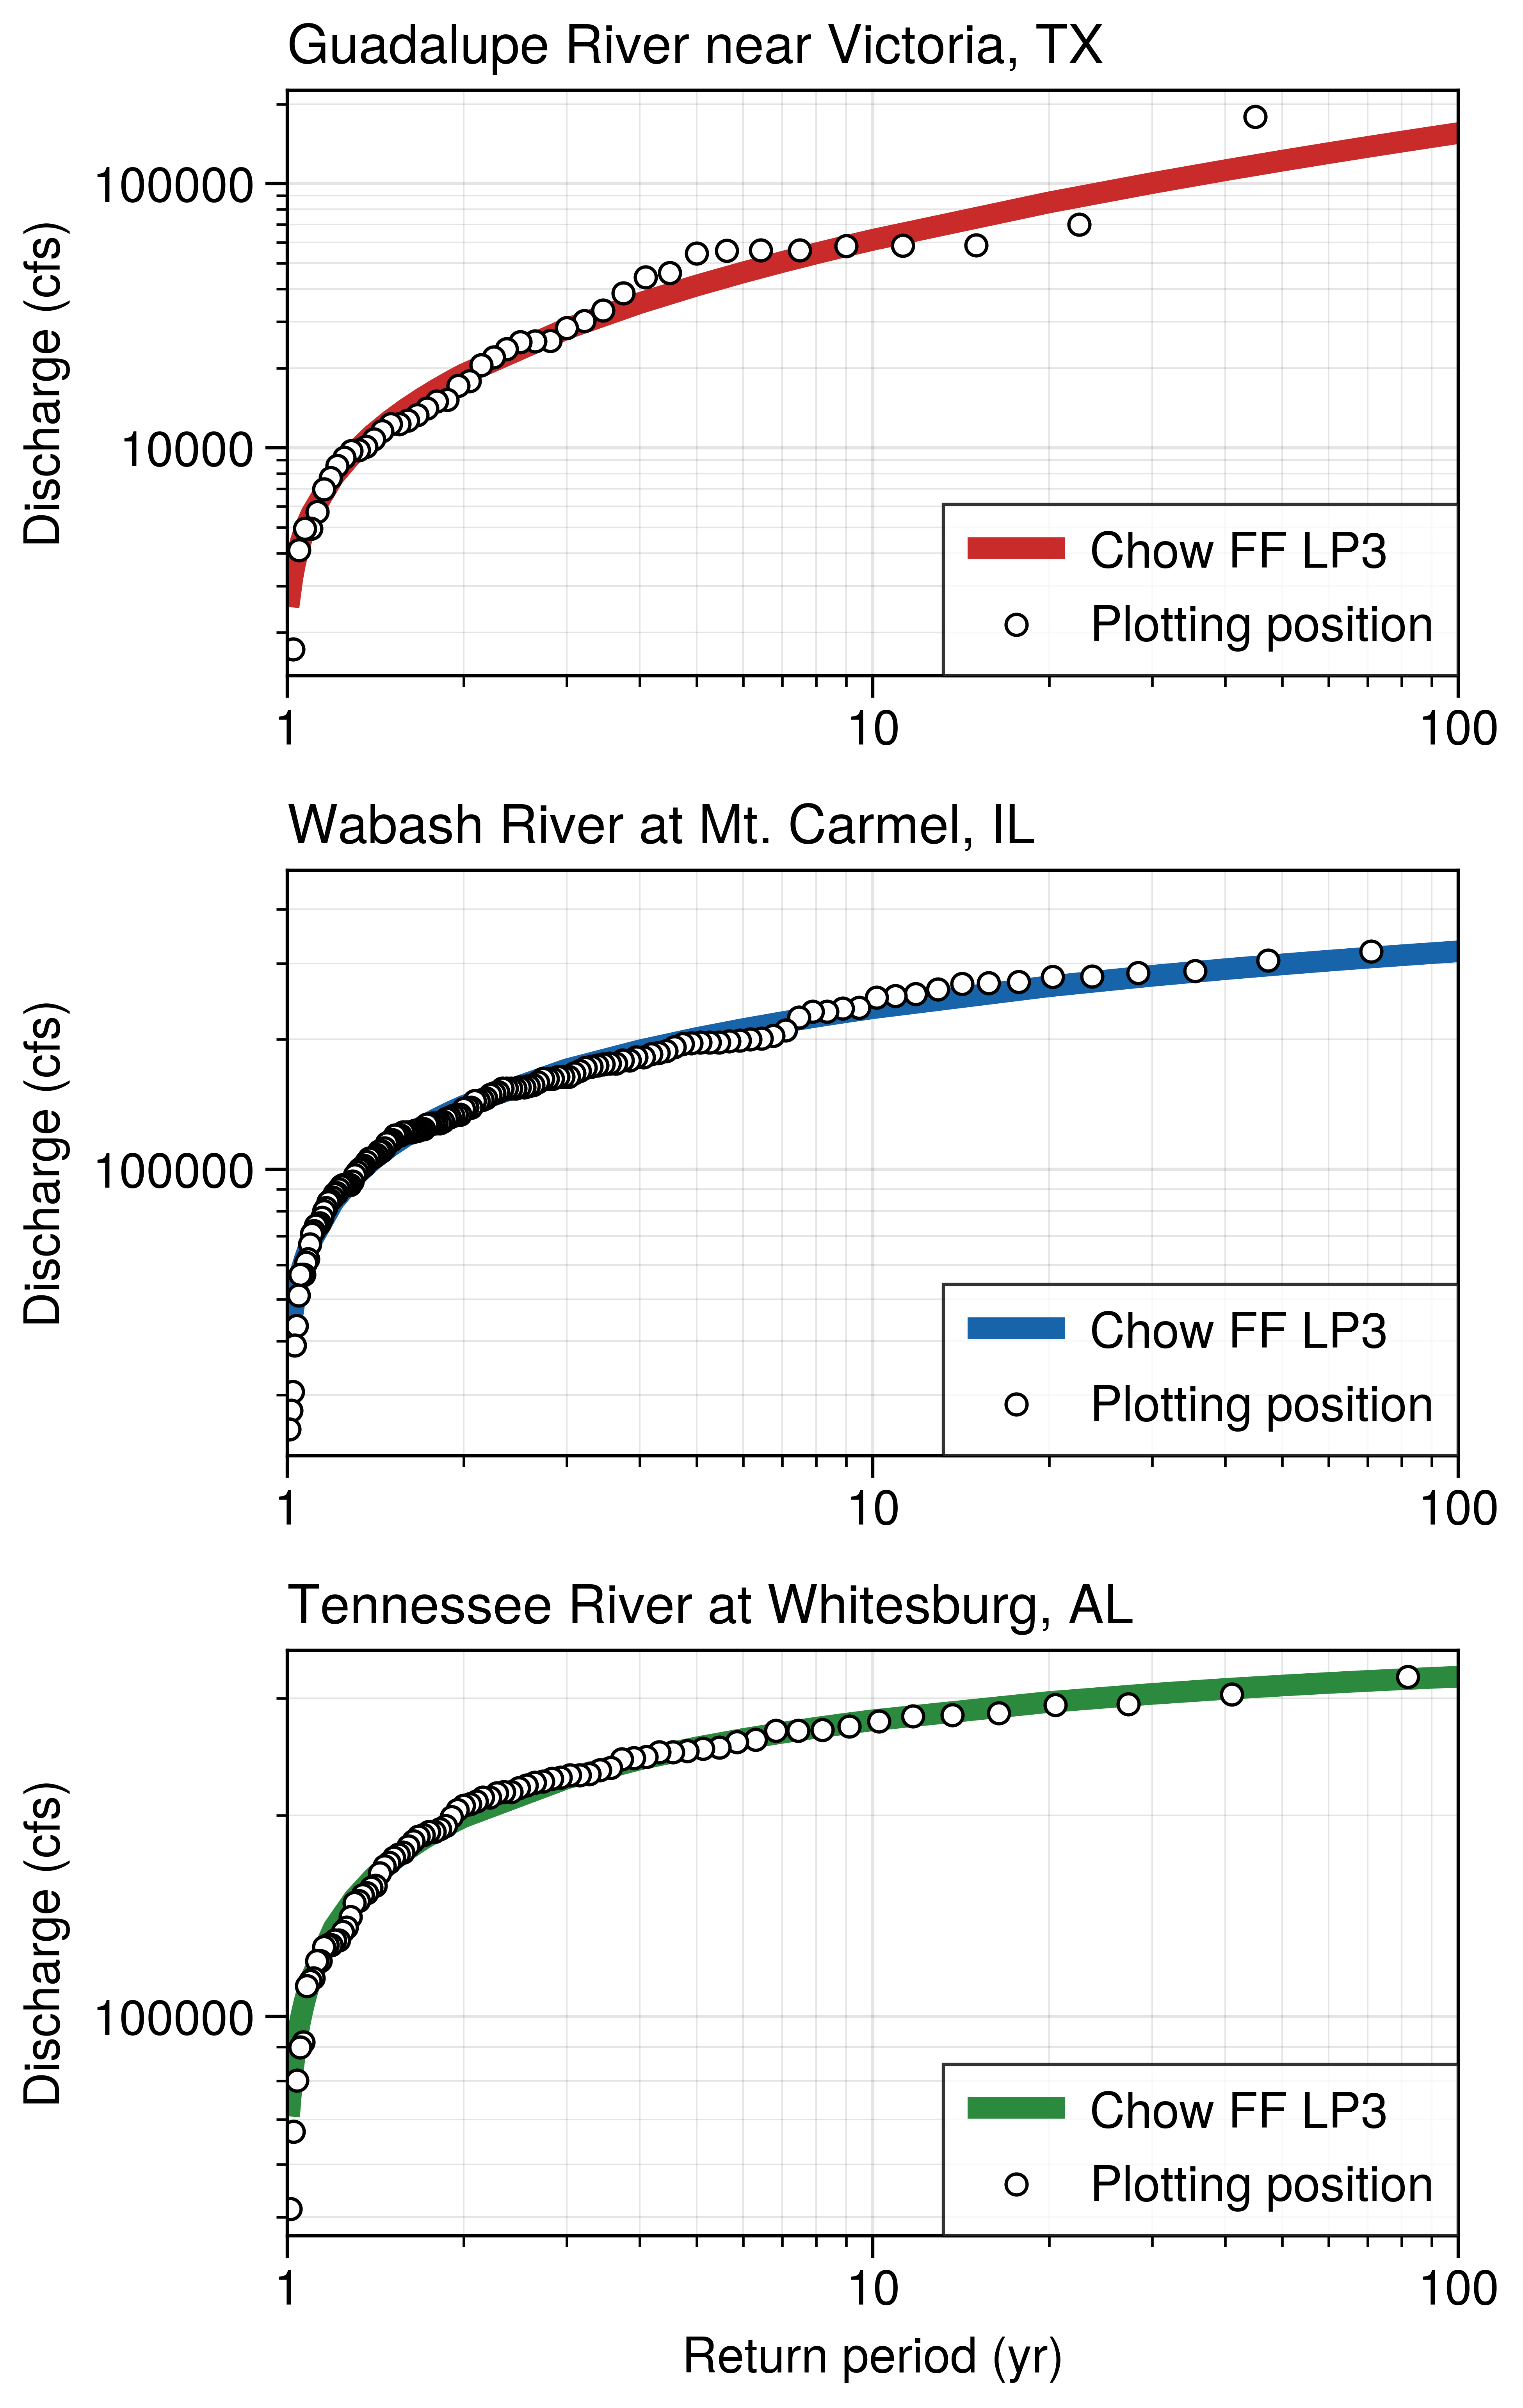 Guadalupe River near Victoria, TX
Discharge (cfs)
100000
10000
Chow FF LP3
Plotting position
1 10 100
Wabash River at Mt. Carmel, IL
Discharge (cfs)
100000
Chow FF LP3
Plotting position
1 10 100
Tennessee River at Whitesburg, AL
Discharge (cfs)
100000
Chow FF LP3
Plotting position
1 10 100
Return period (yr)